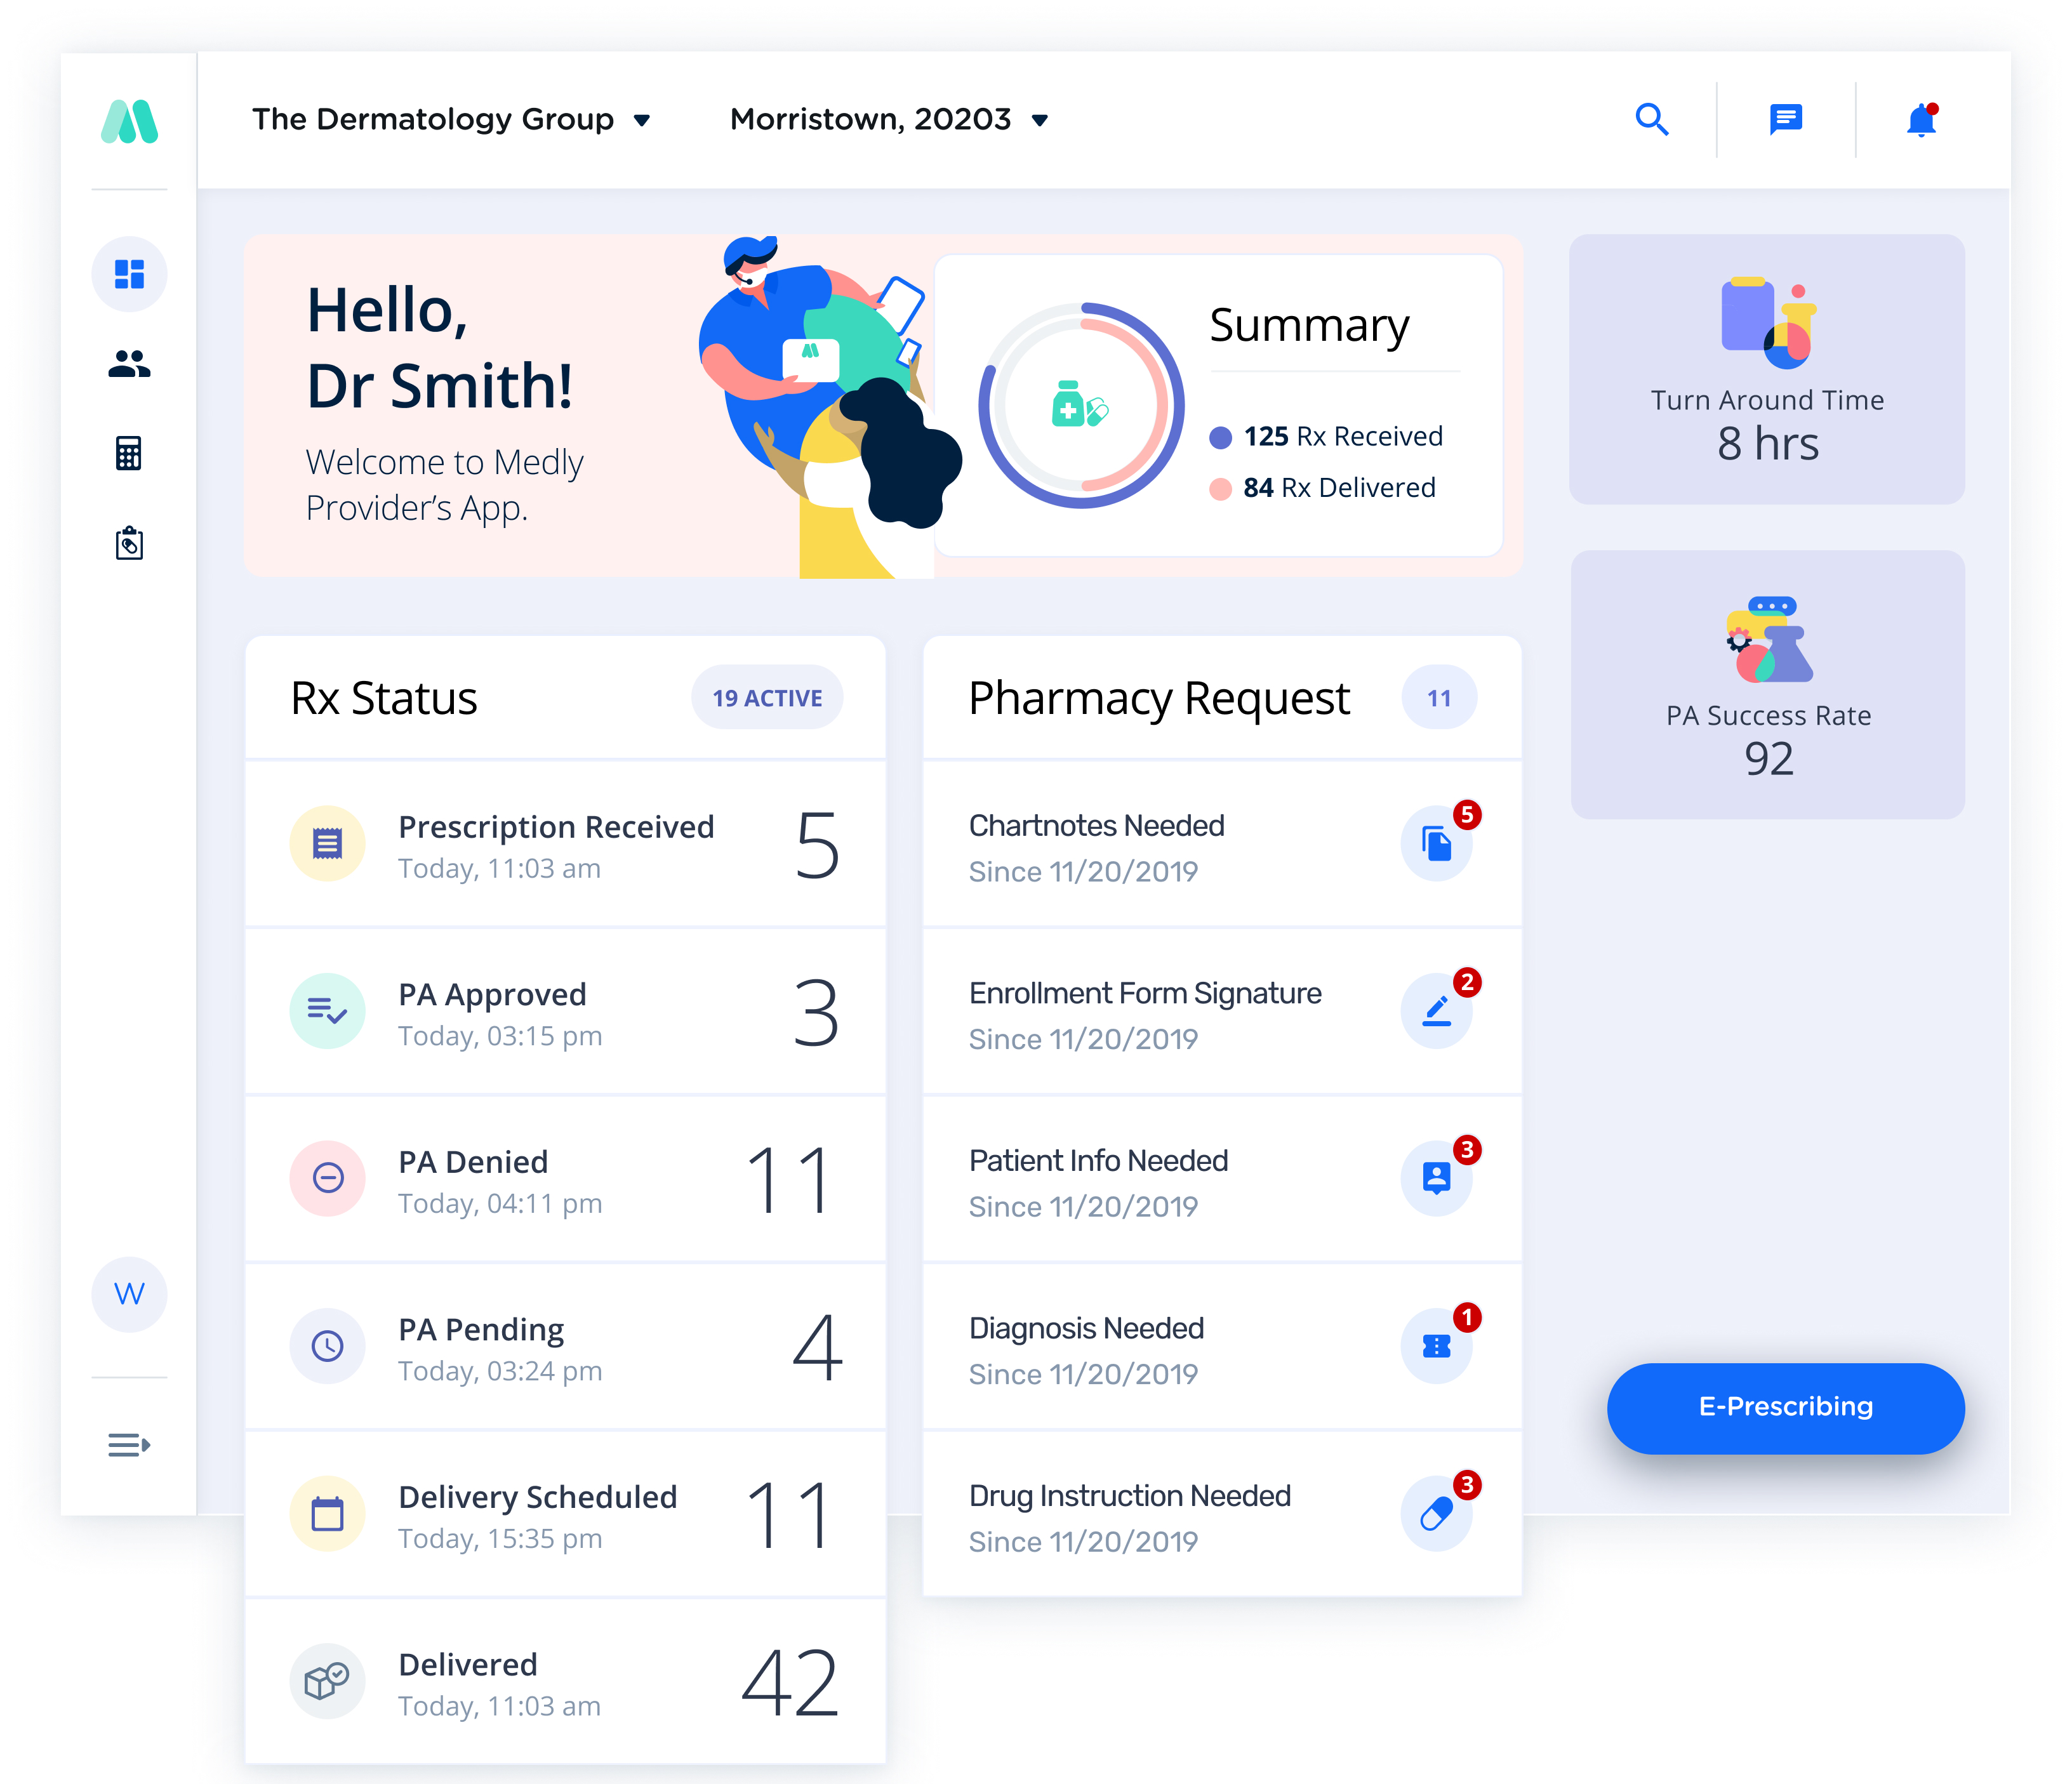 The Dermatology Group
Morristown, 20203
Hello,
Dr Smith!
Welcome to Medly
Provider’s App.
Summary
125 Rx Received
84 Rx Delivered
Turn Around Time
8 hrs
PA Success Rate
92
Rx Status
19 ACTIVE
Prescription Received
Today, 11:03 am
5
PA Approved
Today, 03:15 pm
3
PA Denied
Today, 04:11 pm
11
PA Pending
Today, 03:24 pm
4
Delivery Scheduled
Today, 15:35 pm
11
Delivered
Today, 11:03 am
42
Pharmacy Request
11
Chartnotes Needed
Since 11/20/2019
5
Enrollment Form Signature
Since 11/20/2019
2
Patient Info Needed
Since 11/20/2019
3
Diagnosis Needed
Since 11/20/2019
1
Drug Instruction Needed
Since 11/20/2019
3
W
E-Prescribing